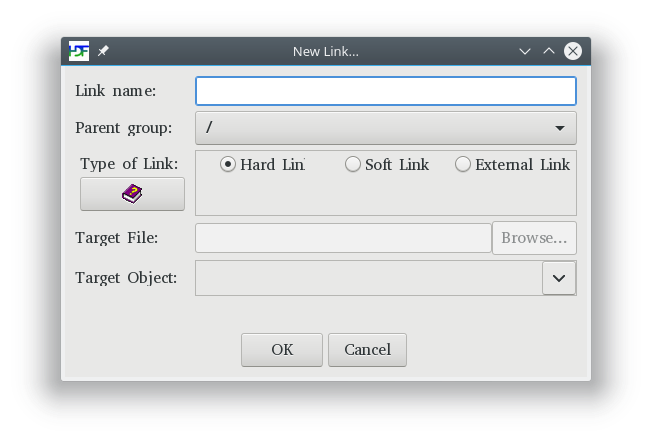 HDF New Link...
Link name:
Parent group: /
Type of Link: Hard Lin Soft Link External Link
?
Target File: Browse...
Target Object:
OK Cancel